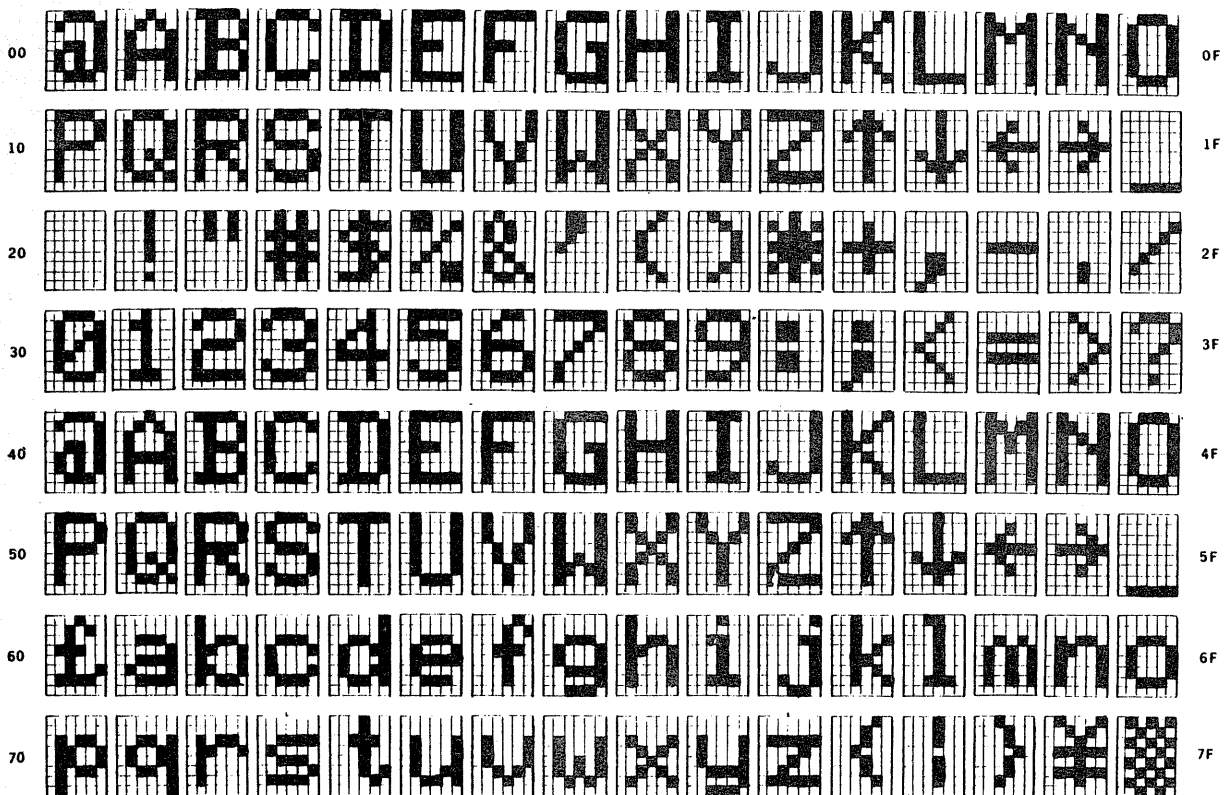 00 @ A B C D E F G H I J K L M N O 0F
10 P Q R S T U V W X Y Z ↑ ↓ ← → _ 1F
20 ! " # $ % & ' ( ) * + , - . / 2F
30 0 1 2 3 4 5 6 7 8 9 : ; < = > ? 3F
40 @ A B C D E F G H I J K L M N O 4F
50 P Q R S T U V W X Y Z ↑ ↓ ← → _ 5F
60 £ a b c d e f g h i j k l m n o 6F
70 p q r s t u v w x y z { | } ¥ ▒ 7F